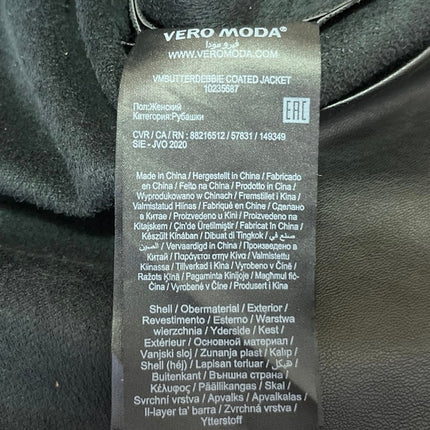 VERO MODA®
فيرو مودا
WWW.VEROMODA.COM
VMBUTTERDEBBIE COATED JACKET
10235687
Пол:Женский
Категория:Рубашки
EAC
CVR / CA / RN : 88216512 / 57831 / 149349
SIE - JVO 2020
Made in China / Hergestellt in China / Fabricado
en China / Feito na China / Prodotto in Cina /
Wyprodukowano w Chinach / Fremstillet i Kina /
Valmistatud Hiinas / Fabriqué en China / Сделано
в Китае / Proizvedeno u Kini / Proizvedeno na
Kitajskem / Çin'de Üretilmiştir / Fabricat În China /
Készült Kínában / Dibuat di Tiongkok / صنع في
الصين / Vervaardigd in China / Произведено в
Китай / Παράγεται στην Κίνα / Valmistettu
Kiinassa / Tillverkad i Kina / Vyrobeno v Číně /
Ražots Ķīnā / Pagaminta Kinijoje / Magħmul fiċ-
Ċina / Vyrobené v Číne / Produsert i Kina
Shell / Obermaterial / Exterior /
Revestimento / Esterno / Warstwa
wierzchnia / Yderside / Kest /
Extérieur / Основной материал /
Vanjski sloj / Zunanja plast / Kalıp /
Shell (héj) / Lapisan terluar / هيكل /
Buitenkant / Външна страна /
Κέλυφος / Päällikangas / Skal /
Svrchní vrstva / Apvalks / Apvalkalas /
Il-layer ta' barra / Zvrchná vrstva /
Ytterstoff